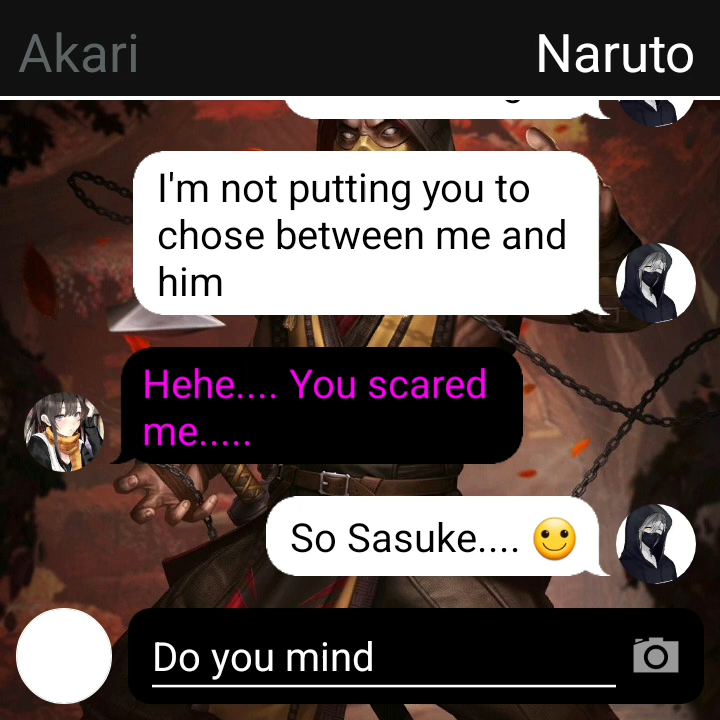 Akari
Naruto
I'm not putting you to
chose between me and
him
Hehe.... You scared
me.....
So Sasuke.... 🙂
Do you mind